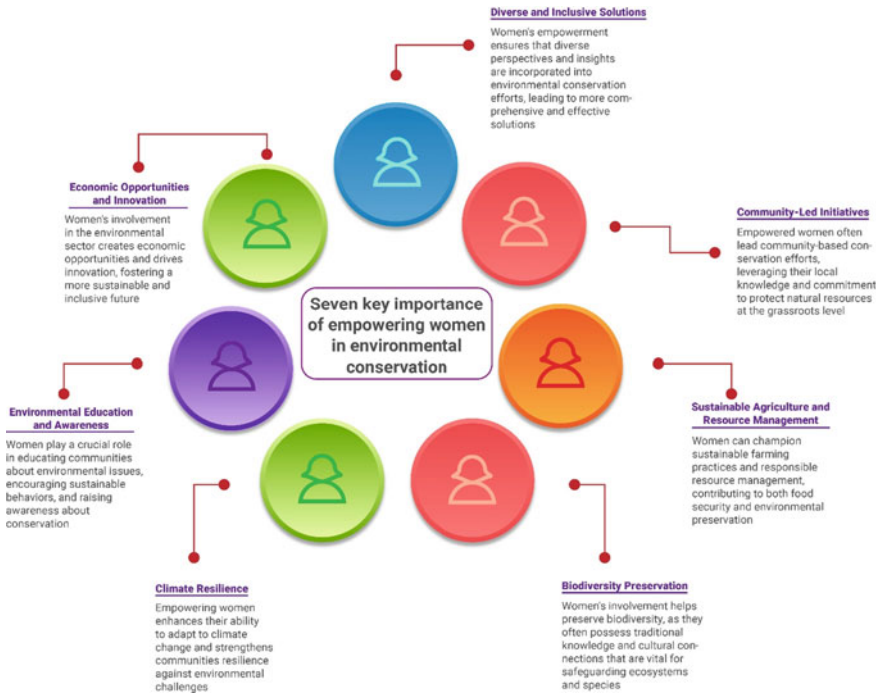 Diverse and Inclusive Solutions
Women's empowerment
ensures that diverse
perspectives and insights
are incorporated into
environmental conservation
efforts, leading to more com-
prehensive and effective
solutions
Economic Opportunities
and Innovation
Women's involvement
in the environmental
sector creates economic
opportunities and drives
innovation, fostering a
more sustainable and
inclusive future
Community-Led Initiatives
Empowered women often
lead community-based con-
servation efforts,
leveraging their local
knowledge and commitment
to protect natural resources
at the grassroots level
Seven key importance
of empowering women
in environmental
conservation
Environmental Education
and Awareness
Women play a crucial role
in educating communities
about environmental issues,
encouraging sustainable
behaviors, and raising
awareness about
conservation
Sustainable Agriculture and
Resource Management
Women can champion
sustainable farming
practices and responsible
resource management,
contributing to both food
security and environmental
preservation
Climate Resilience
Empowering women
enhances their ability
to adapt to climate
change and strengthens
communities resilience
against environmental
challenges
Biodiversity Preservation
Women's involvement helps
preserve biodiversity, as they
often possess traditional
knowledge and cultural con-
nections that are vital for
safeguarding ecosystems
and species